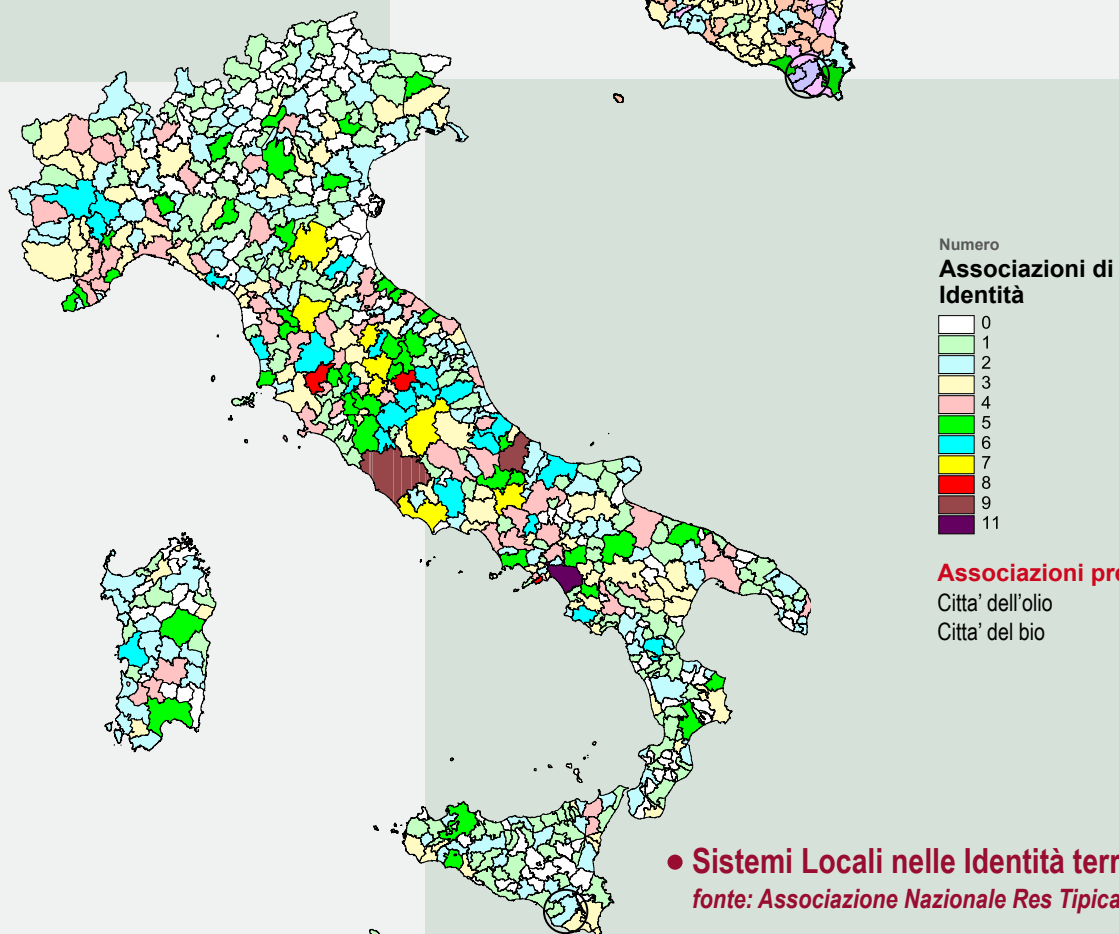 Numero
Associazioni di
Identità
0
1
2
3
4
5
6
7
8
9
11
Associazioni pre
Citta' dell'olio
Citta' del bio
• Sistemi Locali nelle Identità terr
fonte: Associazione Nazionale Res Tipica